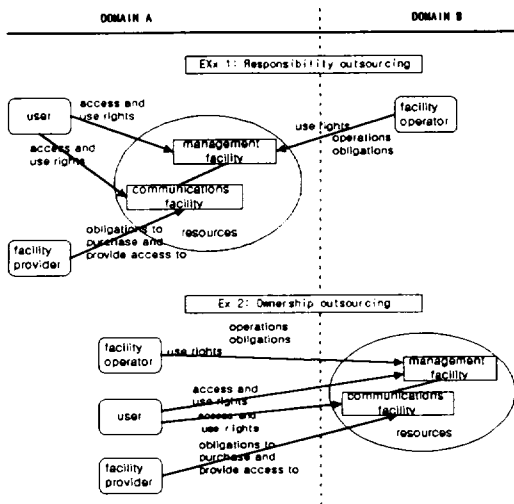 DOMAIN A
DOMAIN B
EXx 1: Responsibility outsourcing
user
access and
use rights
access and
use rights
facility
operator
use rights
operations
obligations
management
facility
communications
facility
resources
obligations to
purchase and
provide access to
facility
provider
Ex 2: Ownership outsourcing
operations
obligations
facility
operator
use rights
management
facility
access and
use rights
communications
facility
user
access and
use rights
resources
obligations to
purchase and
provide access to
facility
provider